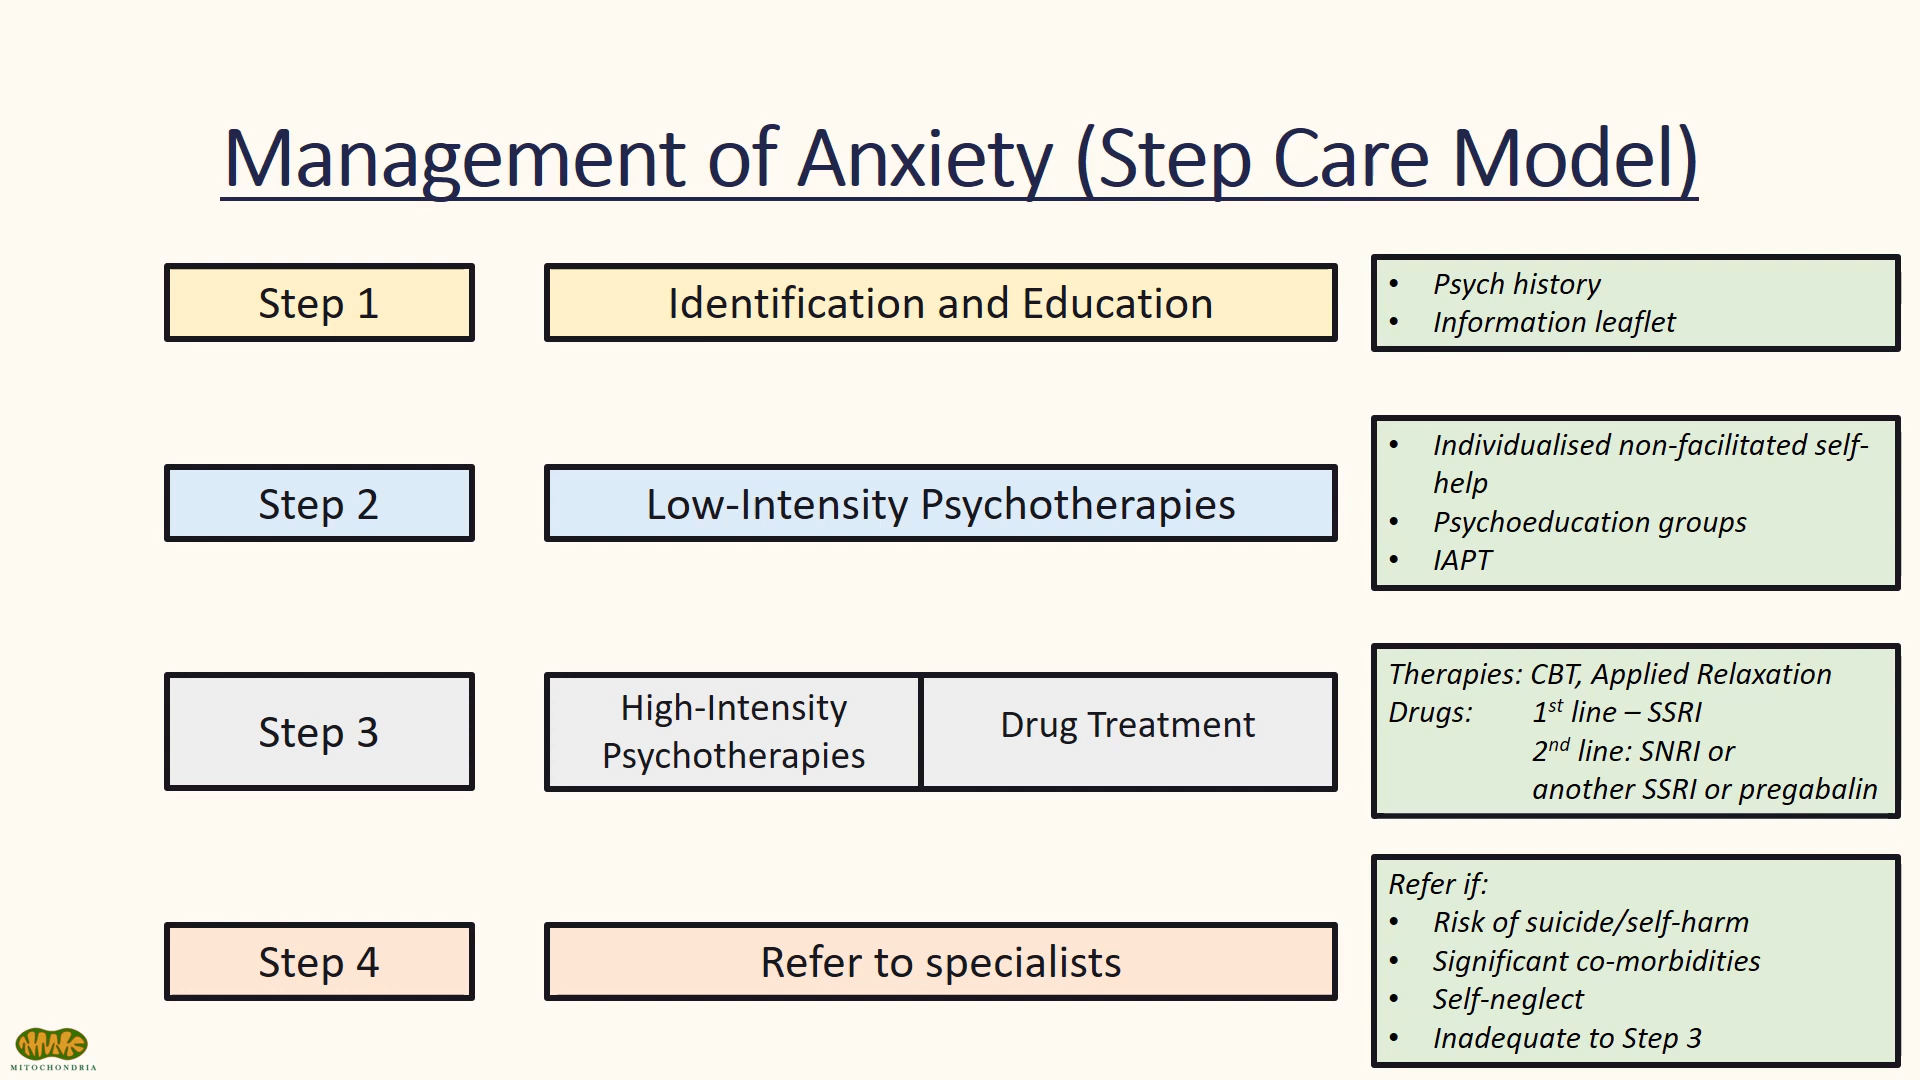 Management of Anxiety (Step Care Model)
Step 1
Identification and Education
• Psych history
• Information leaflet
Step 2
Low-Intensity Psychotherapies
• Individualised non-facilitated self-
help
• Psychoeducation groups
• IAPT
Step 3
High-Intensity
Psychotherapies
Drug Treatment
Therapies: CBT, Applied Relaxation
Drugs: 1st line – SSRI
2nd line: SNRI or
another SSRI or pregabalin
Step 4
Refer to specialists
Refer if:
• Risk of suicide/self-harm
• Significant co-morbidities
• Self-neglect
• Inadequate to Step 3
MITOCHONDRIA